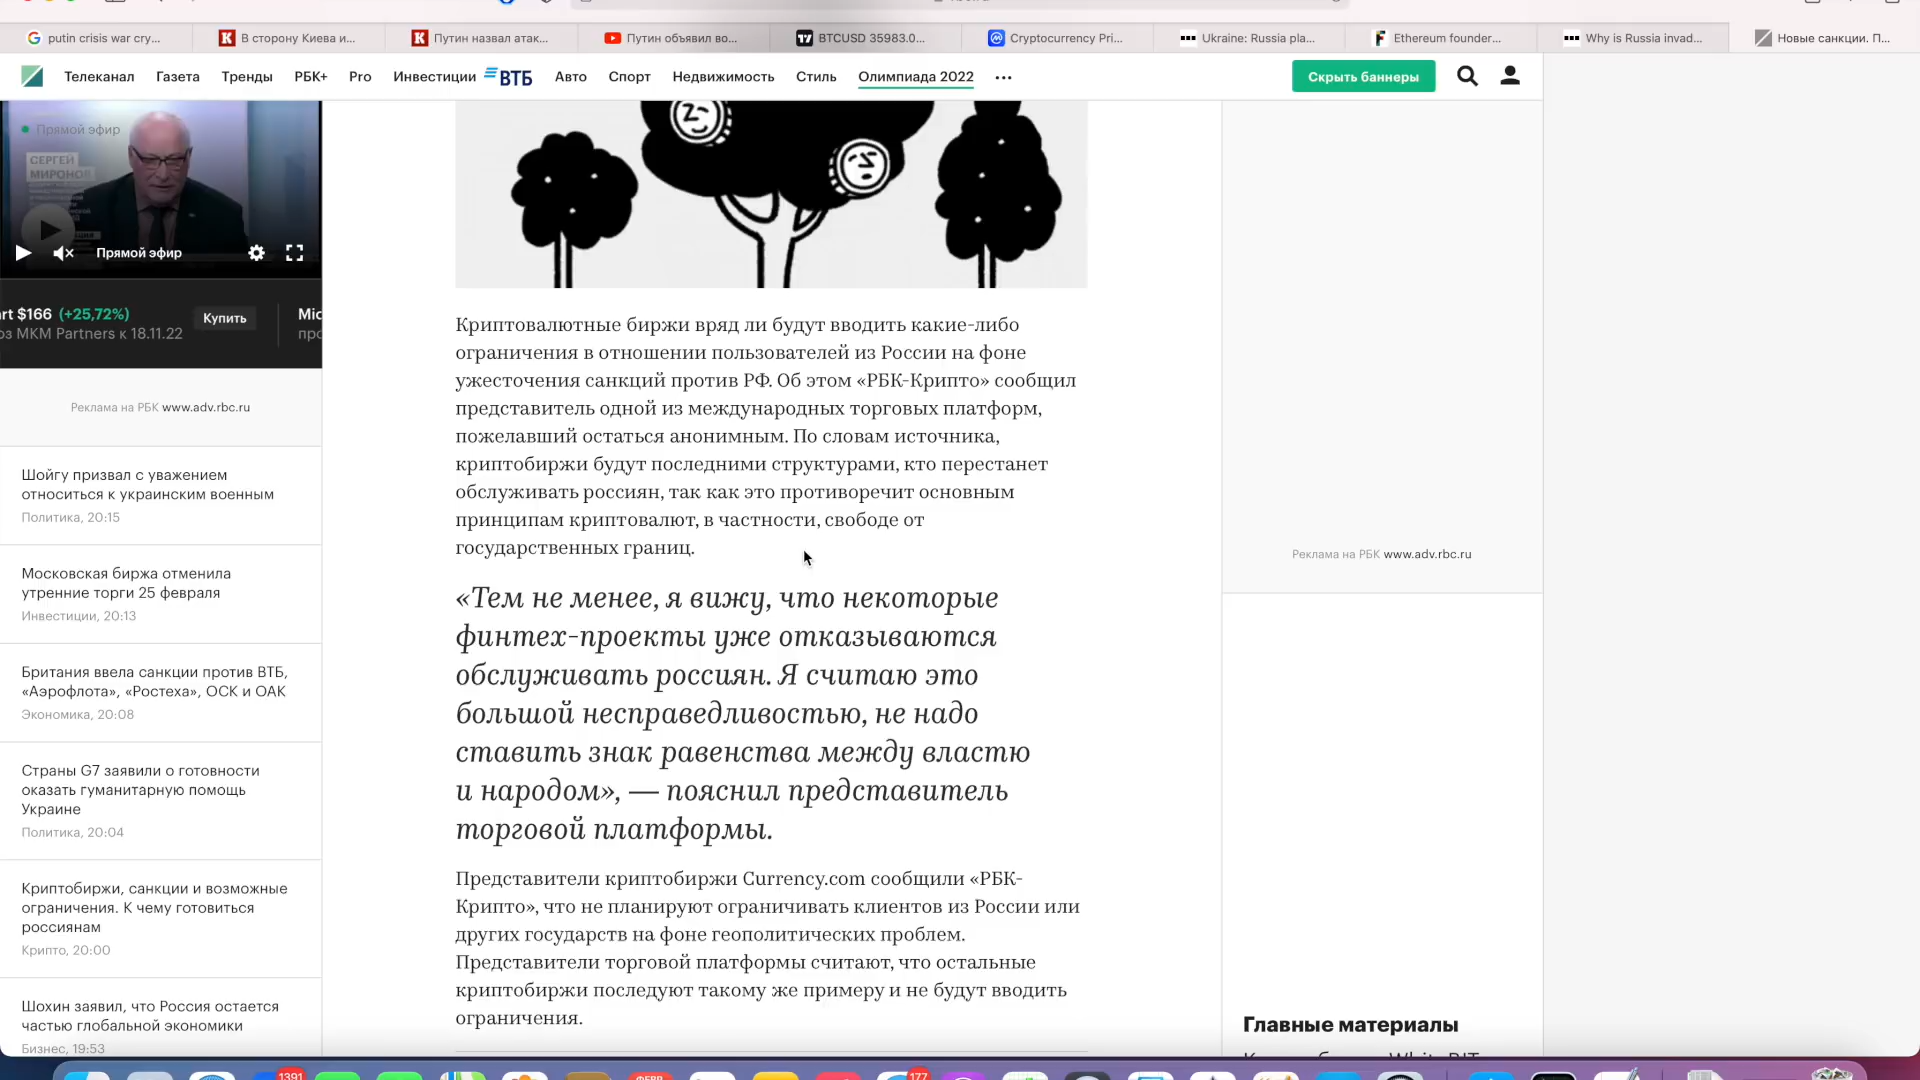 putin crisis war cry...
В сторону Киева и...
Путин назвал атак...
Путин объявил во...
BTCUSD 35983.0...
Cryptocurrency Pri...
Ukraine: Russia pla...
Ethereum founder...
Why is Russia invad...
Новые санкции. П...
Телеканал Газета Тренды РБК+ Pro Инвестиции ВТБ Авто Спорт Недвижимость Стиль Олимпиада 2022
Скрыть баннеры
Прямой эфир
СЕРГЕЙ
МИРОНОВ
Прямой эфир
rt $166 (+25,72%)
оз МКМ Partners к 18.11.22
Купить
Mic
про
Реклама на РБК www.adv.rbc.ru
Шойгу призвал с уважением
относиться к украинским военным
Политика, 20:15
Московская биржа отменила
утренние торги 25 февраля
Инвестиции, 20:13
Британия ввела санкции против ВТБ,
«Аэрофлота», «Ростеха», ОСК и ОАК
Экономика, 20:08
Страны G7 заявили о готовности
оказать гуманитарную помощь
Украине
Политика, 20:04
Криптобиржи, санкции и возможные
ограничения. К чему готовиться
россиянам
Крипто, 20:00
Шохин заявил, что Россия остается
частью глобальной экономики
Бизнес, 19:53
Криптовалютные биржи вряд ли будут вводить какие-либо
ограничения в отношении пользователей из России на фоне
ужесточения санкций против РФ. Об этом «РБК-Крипто» сообщил
представитель одной из международных торговых платформ,
пожелавший остаться анонимным. По словам источника,
криптобиржи будут последними структурами, кто перестанет
обслуживать россиян, так как это противоречит основным
принципам криптовалют, в частности, свободе от
государственных границ.
«Тем не менее, я вижу, что некоторые
финтех-проекты уже отказываются
обслуживать россиян. Я считаю это
большой несправедливостью, не надо
ставить знак равенства между властью
и народом», — пояснил представитель
торговой платформы.
Представители криптобиржи Currency.com сообщили «РБК-
Крипто», что не планируют ограничивать клиентов из России или
других государств на фоне геополитических проблем.
Представители торговой платформы считают, что остальные
криптобиржи последуют такому же примеру и не будут вводить
ограничения.
Реклама на РБК www.adv.rbc.ru
Главные материалы
1391
ФЕВР.
177